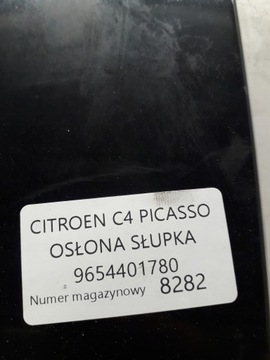 CITROEN C4 PICASSO
OSŁONA SŁUPKA
9654401780
Numer magazynowy 8282